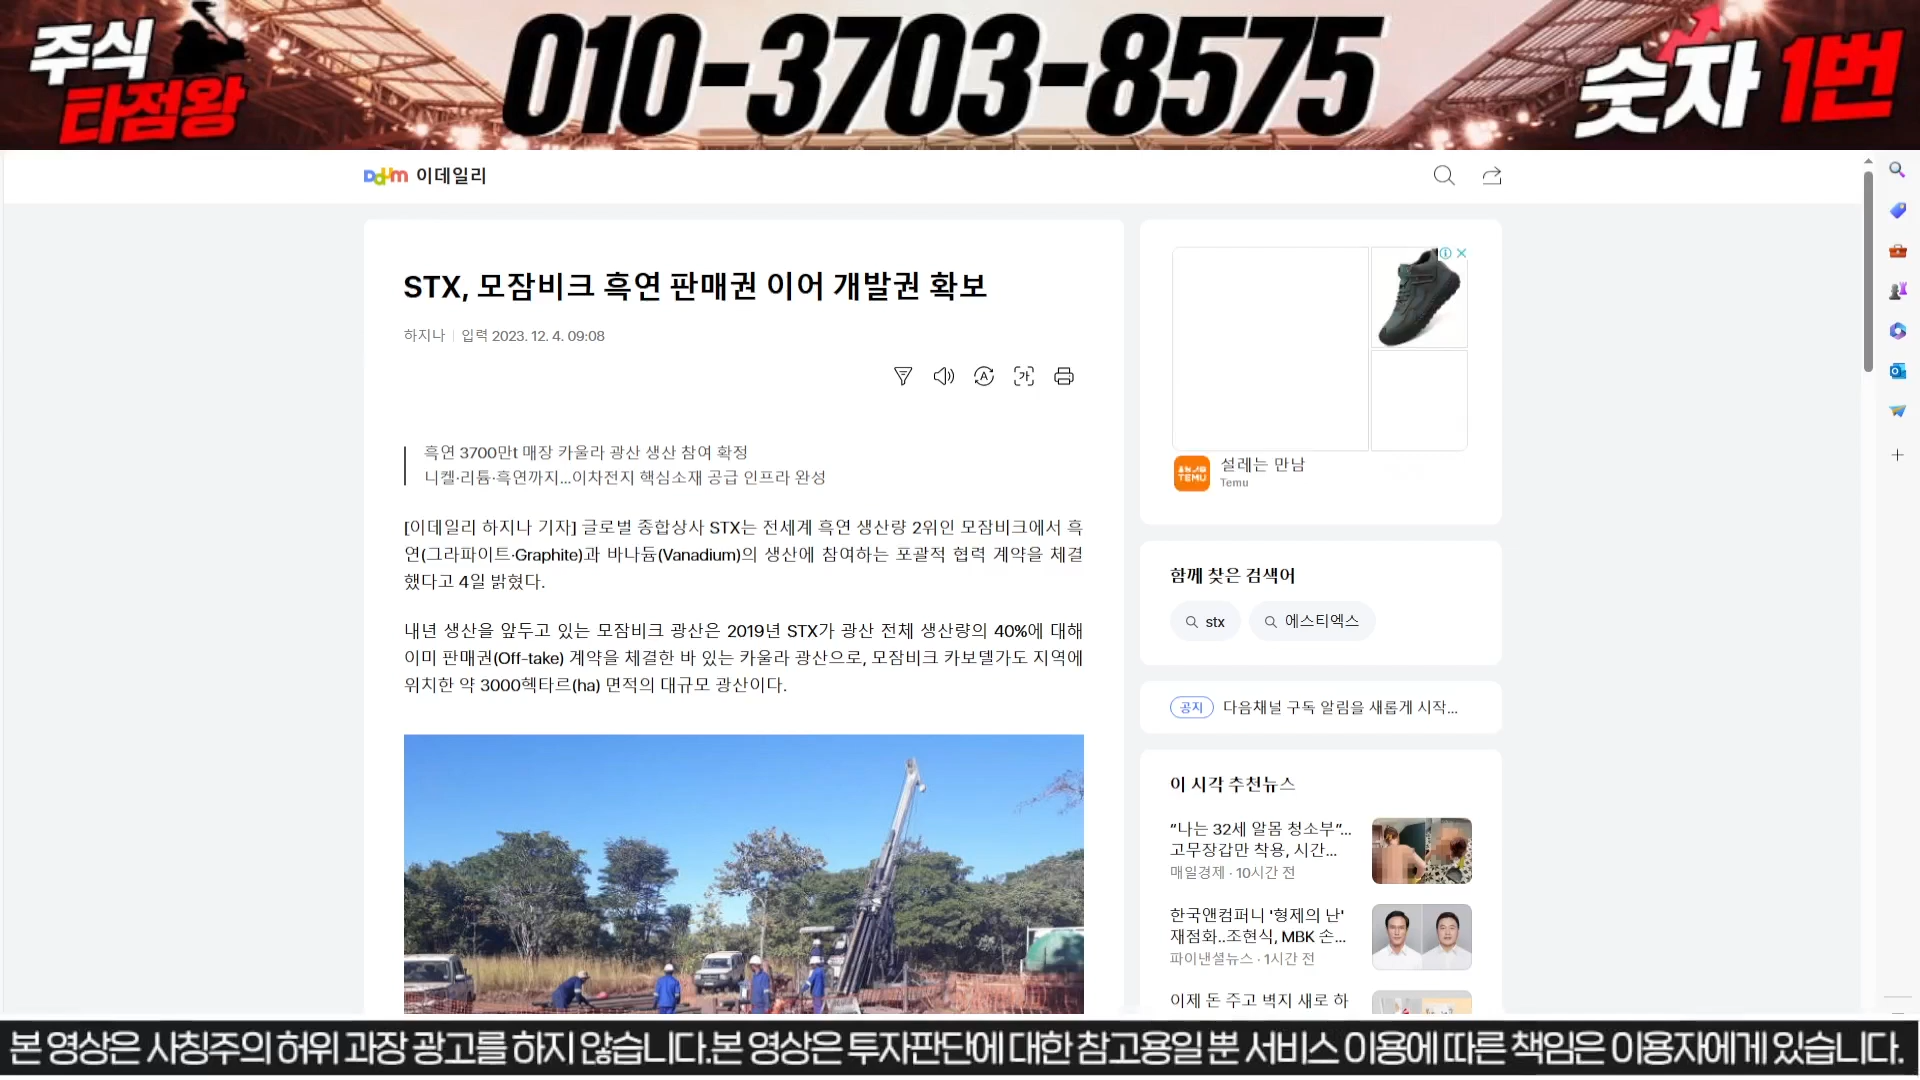 주식
타점왕
010-3703-8575
숫자 1번
Daum 이데일리
STX, 모잠비크 흑연 판매권 이어 개발권 확보
하지나 | 입력 2023. 12. 4. 09:08
가
흑연 3700만t 매장 카울라 광산 생산 참여 확정
니켈·리튬·흑연까지...이차전지 핵심소재 공급 인프라 완성
[이데일리 하지나 기자] 글로벌 종합상사 STX는 전세계 흑연 생산량 2위인 모잠비크에서 흑
연(그라파이트·Graphite)과 바나듐(Vanadium)의 생산에 참여하는 포괄적 협력 계약을 체결
했다고 4일 밝혔다.
내년 생산을 앞두고 있는 모잠비크 광산은 2019년 STX가 광산 전체 생산량의 40%에 대해
이미 판매권(Off-take) 계약을 체결한 바 있는 카울라 광산으로, 모잠비크 카보델가도 지역에
위치한 약 3000헥타르(ha) 면적의 대규모 광산이다.
TEMU
설레는 만남
Temu
함께 찾은 검색어
stx
에스티엑스
공지 다음채널 구독 알림을 새롭게 시작...
이 시각 추천뉴스
“나는 32세 알몸 청소부”...
고무장갑만 착용, 시간...
매일경제 · 10시간 전
한국앤컴퍼니 '형제의 난'
재점화..조현식, MBK 손...
파이낸셜뉴스 · 1시간 전
이제 돈 주고 벽지 새로 하
본 영상은 사칭주의 허위 과장 광고를 하지 않습니다.본 영상은 투자판단에 대한 참고용일 뿐 서비스 이용에 따른 책임은 이용자에게 있습니다.